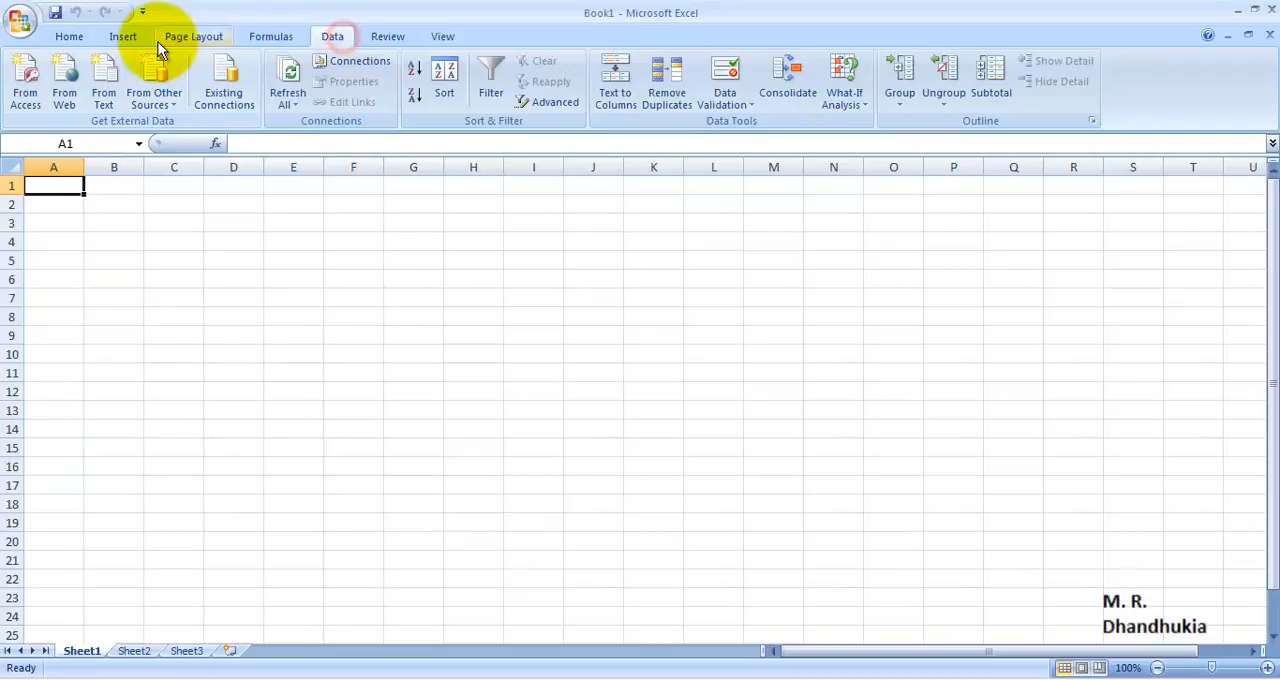 Book1 - Microsoft Excel
Home Insert Page Layout Formulas Data Review View
From Access
From Web
From Text
From Other Sources
Existing Connections
Get External Data
Refresh All
Connections
Properties
Edit Links
Connections
Sort
Filter
Clear
Reapply
Advanced
Sort & Filter
Text to Columns
Remove Duplicates
Data Validation
Consolidate
What-If Analysis
Data Tools
Group
Ungroup
Subtotal
Show Detail
Hide Detail
Outline
A1 fx
A B C D E F G H I J K L M N O P Q R S T U
1
2
3
4
5
6
7
8
9
10
11
12
13
14
15
16
17
18
19
20
21
22
23
24
25
M. R.
Dhandhukia
Sheet1 Sheet2 Sheet3
Ready 100%